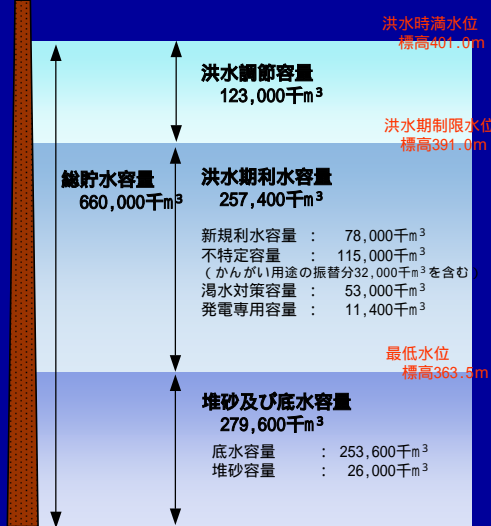 洪水時満水位
標高401.0m
洪水調節容量
123,000千m³
洪水期制限水位
標高391.0m
総貯水容量
660,000千m³
洪水期利水容量
257,400千m³
新規利水容量 : 78,000千m³
不特定容量 : 115,000千m³
(かんがい用途の振替分32,000千m³を含む)
渇水対策容量 : 53,000千m³
発電専用容量 : 11,400千m³
最低水位
標高363.5m
堆砂及び底水容量
279,600千m³
底水容量 : 253,600千m³
堆砂容量 : 26,000千m³